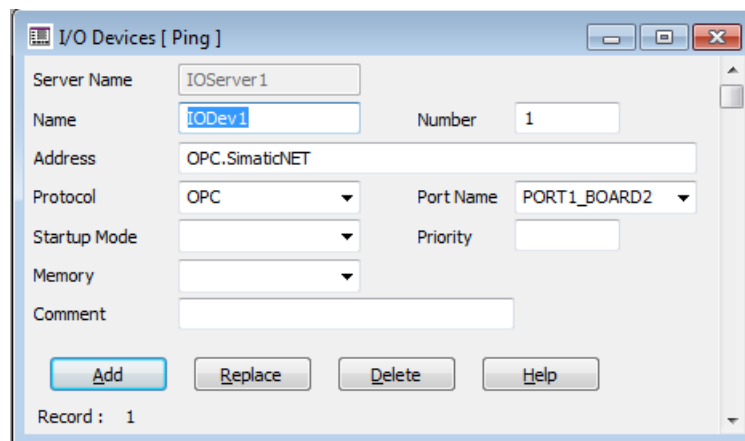 I/O Devices [ Ping ]
Server Name IOServer1
Name IODev1 Number 1
Address OPC.SimaticNET
Protocol OPC Port Name PORT1_BOARD2
Startup Mode Priority
Memory
Comment
Add Replace Delete Help
Record : 1